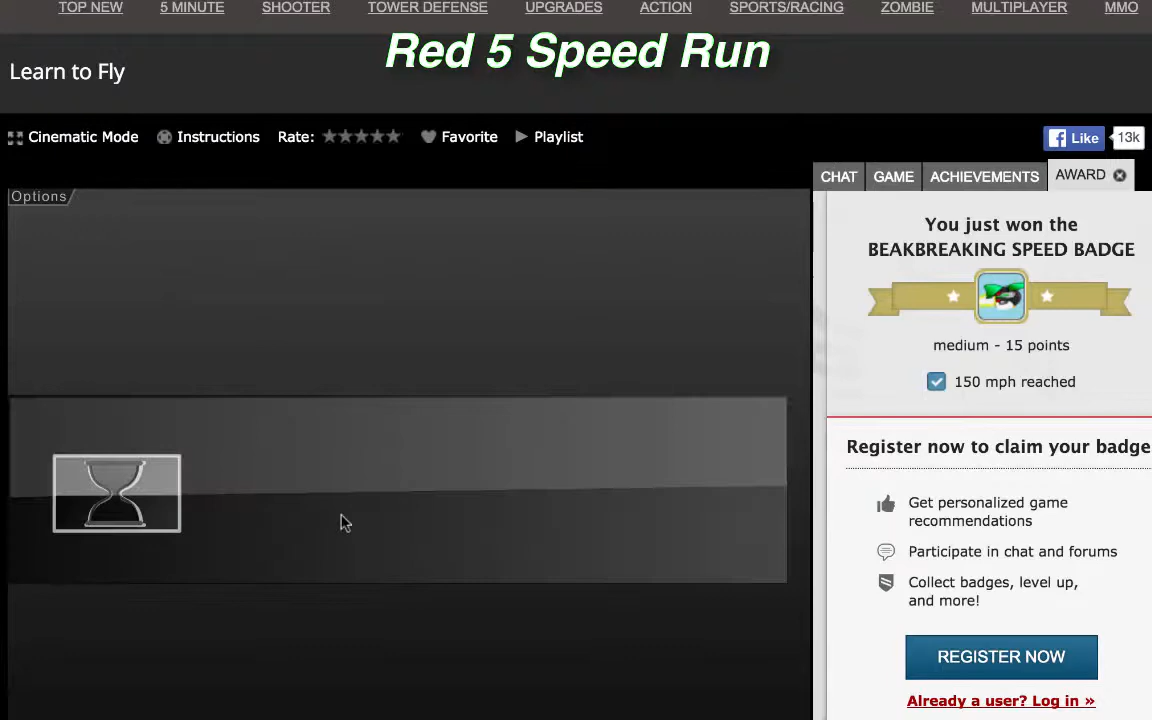 TOP NEW 5 MINUTE SHOOTER TOWER DEFENSE UPGRADES ACTION SPORTS/RACING ZOMBIE MULTIPLAYER MMO
Red 5 Speed Run
Learn to Fly
Cinematic Mode Instructions Rate: Favorite Playlist
Like 13k
CHAT GAME ACHIEVEMENTS AWARD
Options
You just won the
BEAKBREAKING SPEED BADGE
medium - 15 points
150 mph reached
Register now to claim your badge
Get personalized game
recommendations
Participate in chat and forums
Collect badges, level up,
and more!
REGISTER NOW
Already a user? Log in »